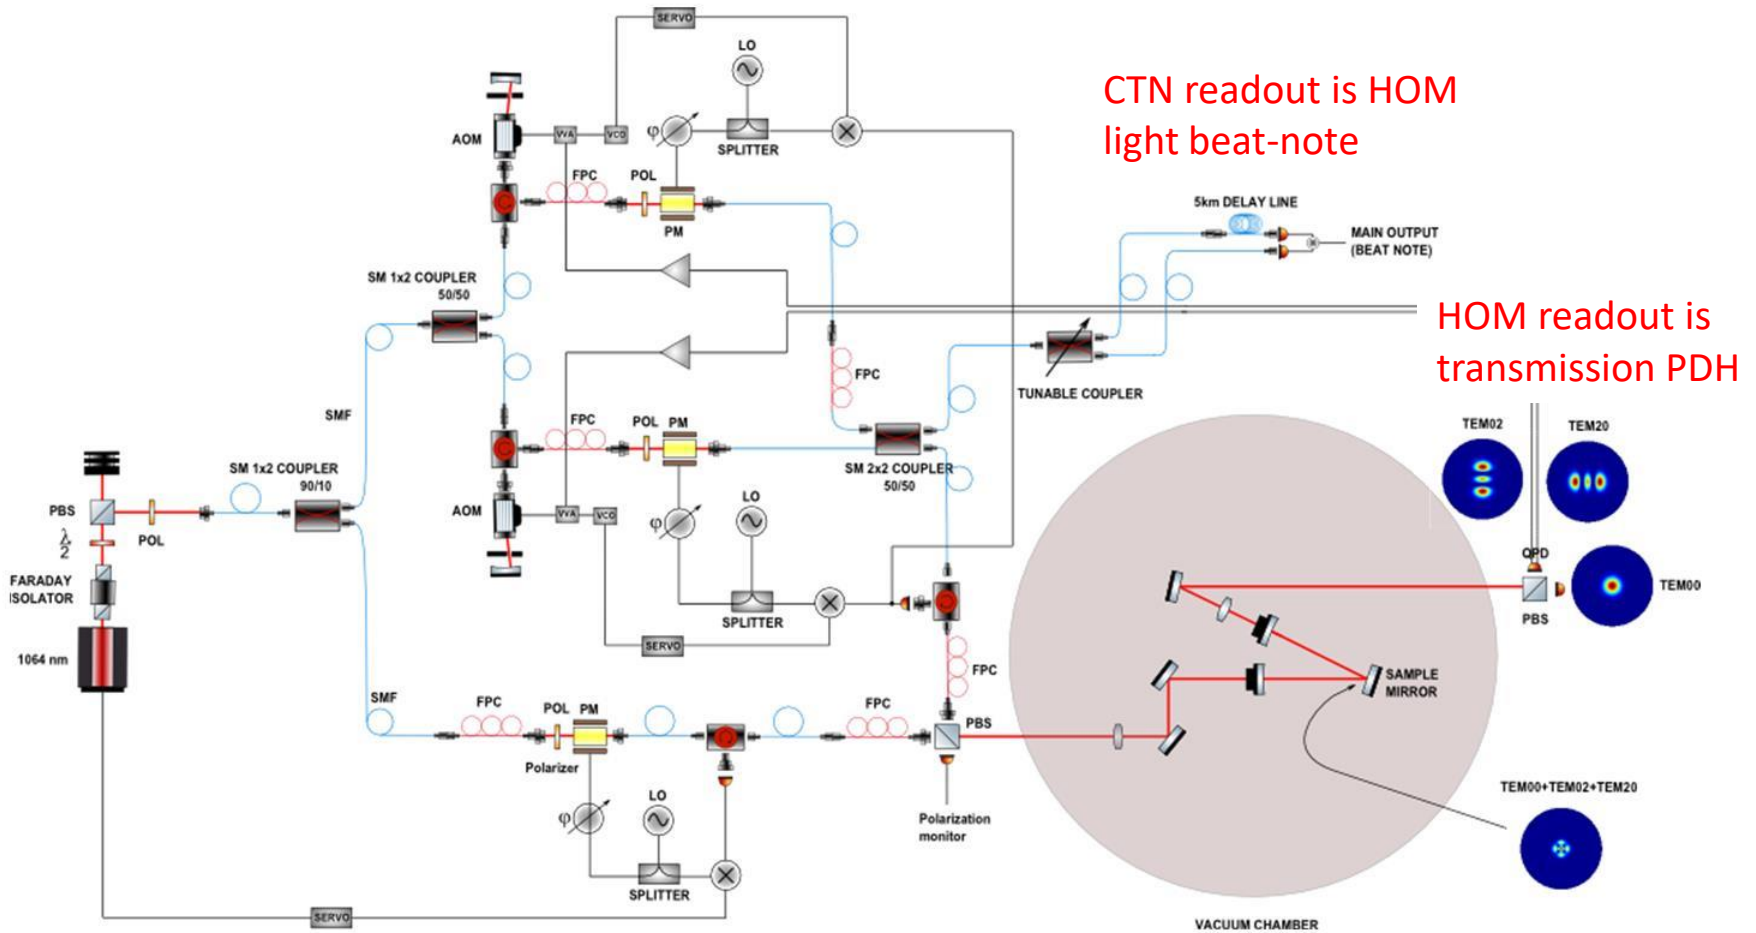 SERVO
LO
CTN readout is HOM
light beat-note
AOM
VVA
VCO
φ
SPLITTER
FPC
POL
PM
5km DELAY LINE
MAIN OUTPUT
(BEAT NOTE)
SM 1x2 COUPLER
50/50
HOM readout is
transmission PDH
FPC
TUNABLE COUPLER
SMF
FPC
POL
PM
TEM02
TEM20
SM 2x2 COUPLER
50/50
SM 1x2 COUPLER
90/10
PBS
POL
λ
2
AOM
VVA
VCO
LO
φ
QPD
FARADAY
ISOLATOR
TEM00
PBS
SPLITTER
SERVO
1064 nm
FPC
SAMPLE
MIRROR
SMF
FPC
POL
PM
FPC
PBS
Polarizer
TEM00+TEM02+TEM20
LO
φ
Polarization
monitor
SPLITTER
SERVO
VACUUM CHAMBER